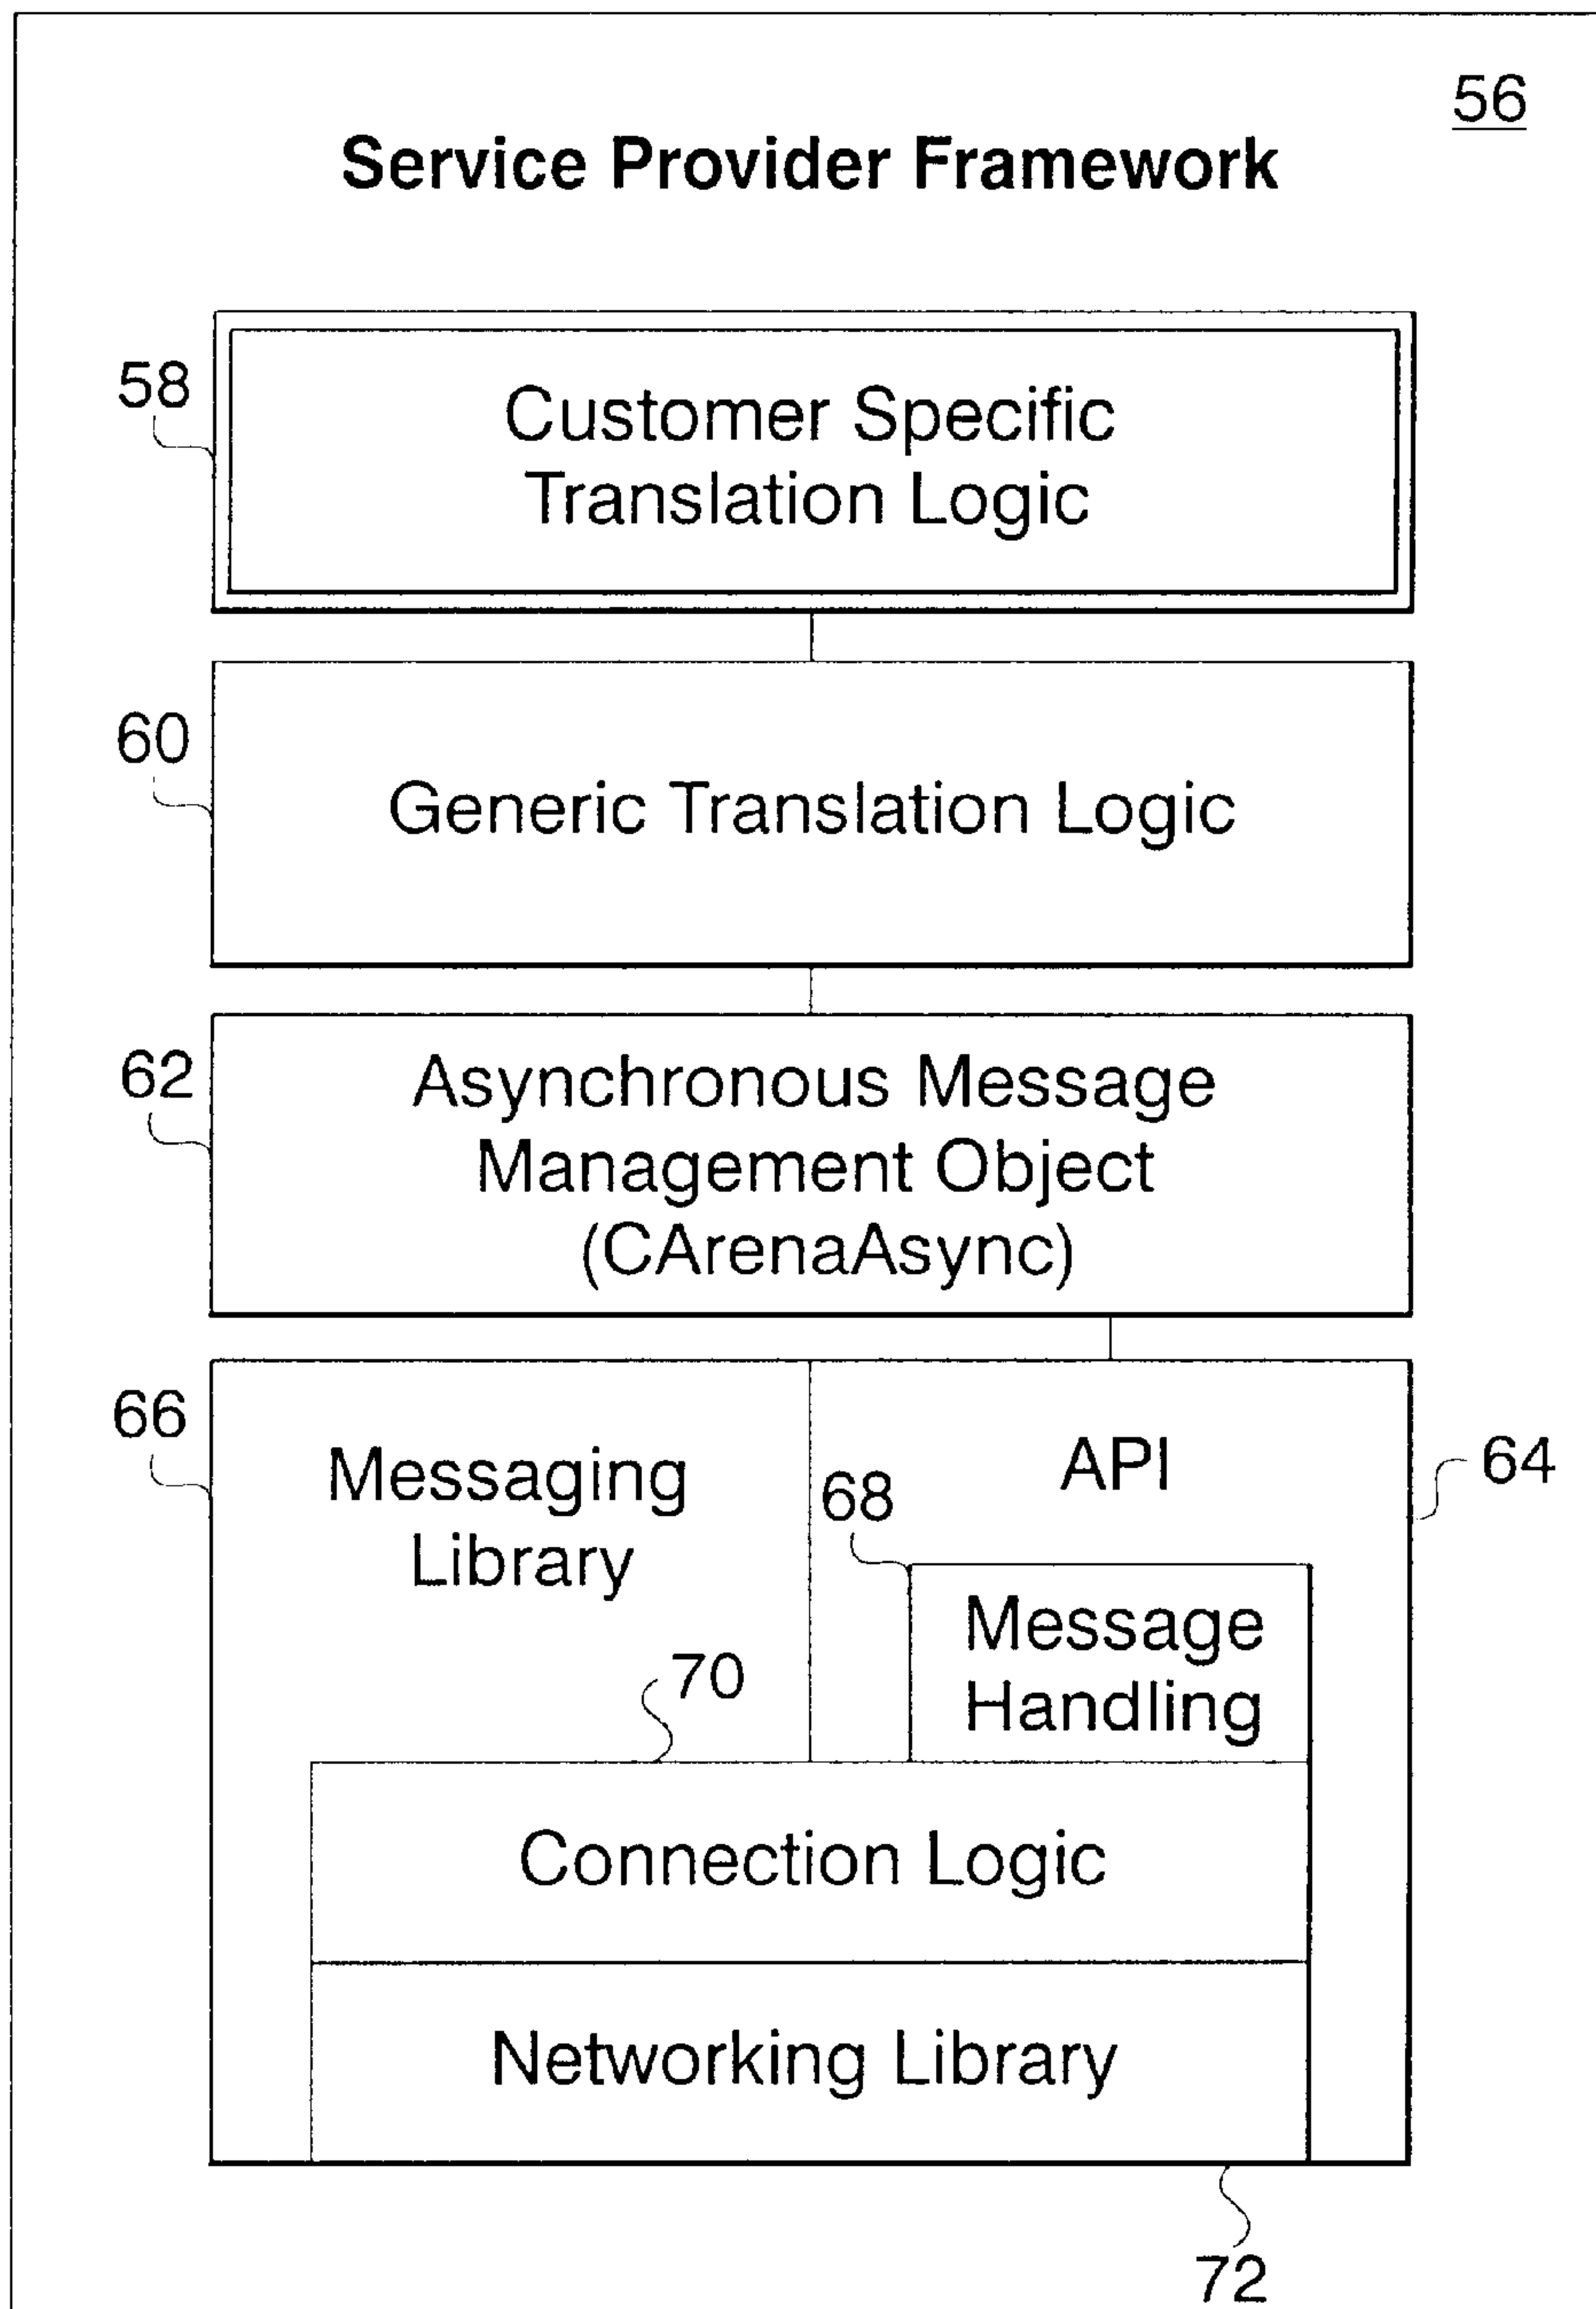 56
Service Provider Framework
58
Customer Specific
Translation Logic
60
Generic Translation Logic
62
Asynchronous Message
Management Object
(CArenaAsync)
66
Messaging
Library
API
64
68
Message
Handling
70
Connection Logic
Networking Library
72